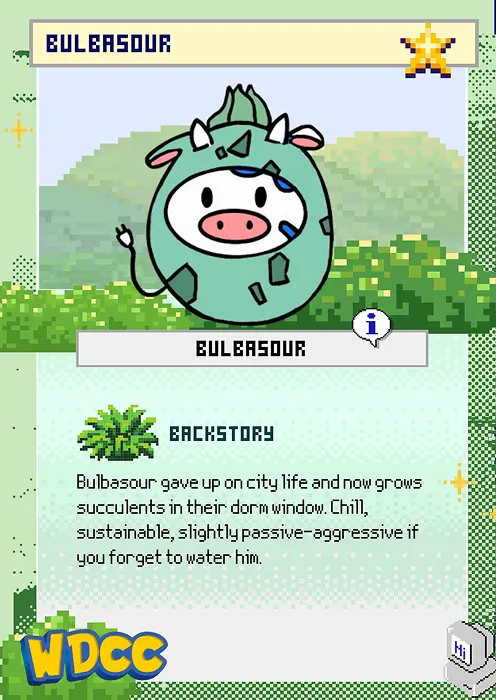 BULBASOUR
i
BULBASOUR
BACKSTORY
Bulbasour gave up on city life and now grows
succulents in their dorm window. Chill,
sustainable, slightly passive-aggressive if
you forget to water him.
WDCC
Hi